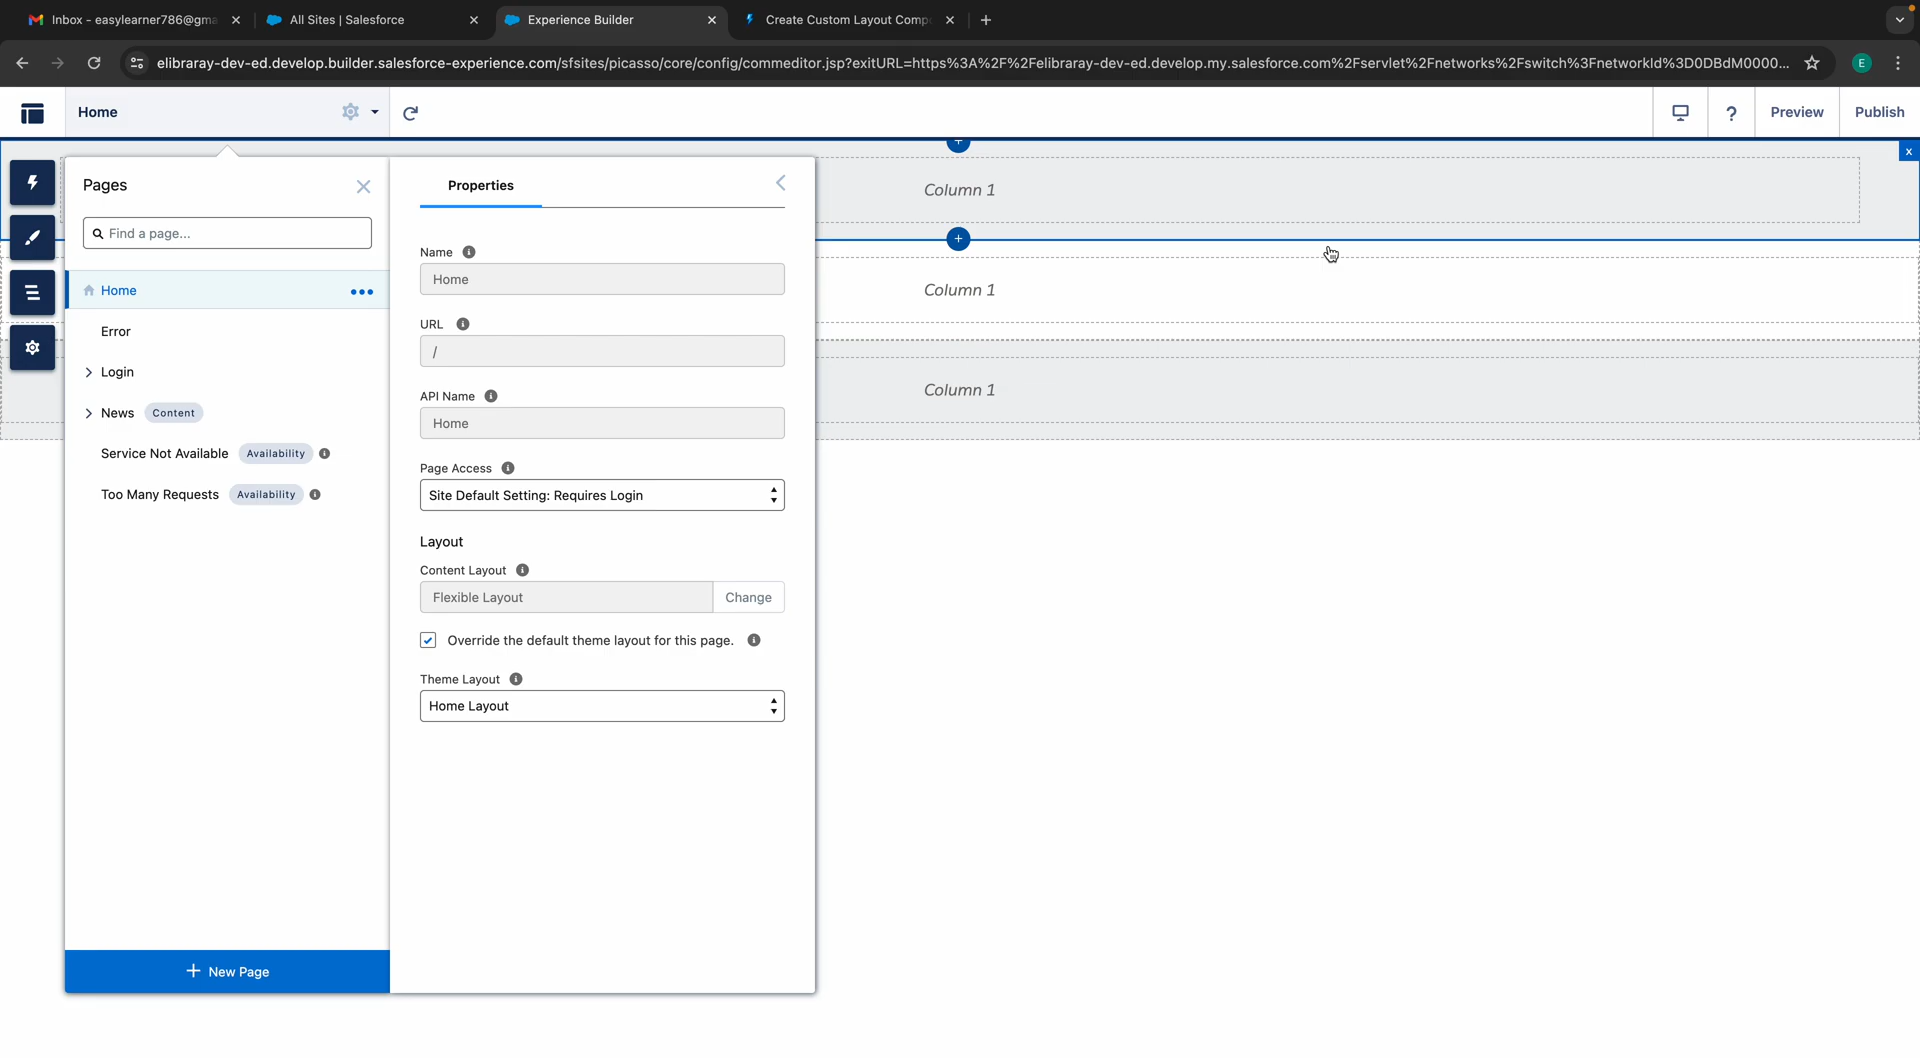 Inbox - easylearner786@gma
All Sites | Salesforce
Experience Builder
Create Custom Layout Comp
elibraray-dev-ed.develop.builder.salesforce-experience.com/sfsites/picasso/core/config/commeditor.jsp?exitURL=https%3A%2F%2Felibraray-dev-ed.develop.my.salesforce.com%2Fservlet%2Fnetworks%2Fswitch%3FnetworkId%3D0DBdM0000...
E
Home
?
Preview
Publish
Pages
Find a page...
Home
Error
Login
News Content
Service Not Available Availability
Too Many Requests Availability
+ New Page
Properties
Name
Home
URL
/
API Name
Home
Page Access
Site Default Setting: Requires Login
Layout
Content Layout
Flexible Layout Change
Override the default theme layout for this page.
Theme Layout
Home Layout
x
Column 1
Column 1
Column 1